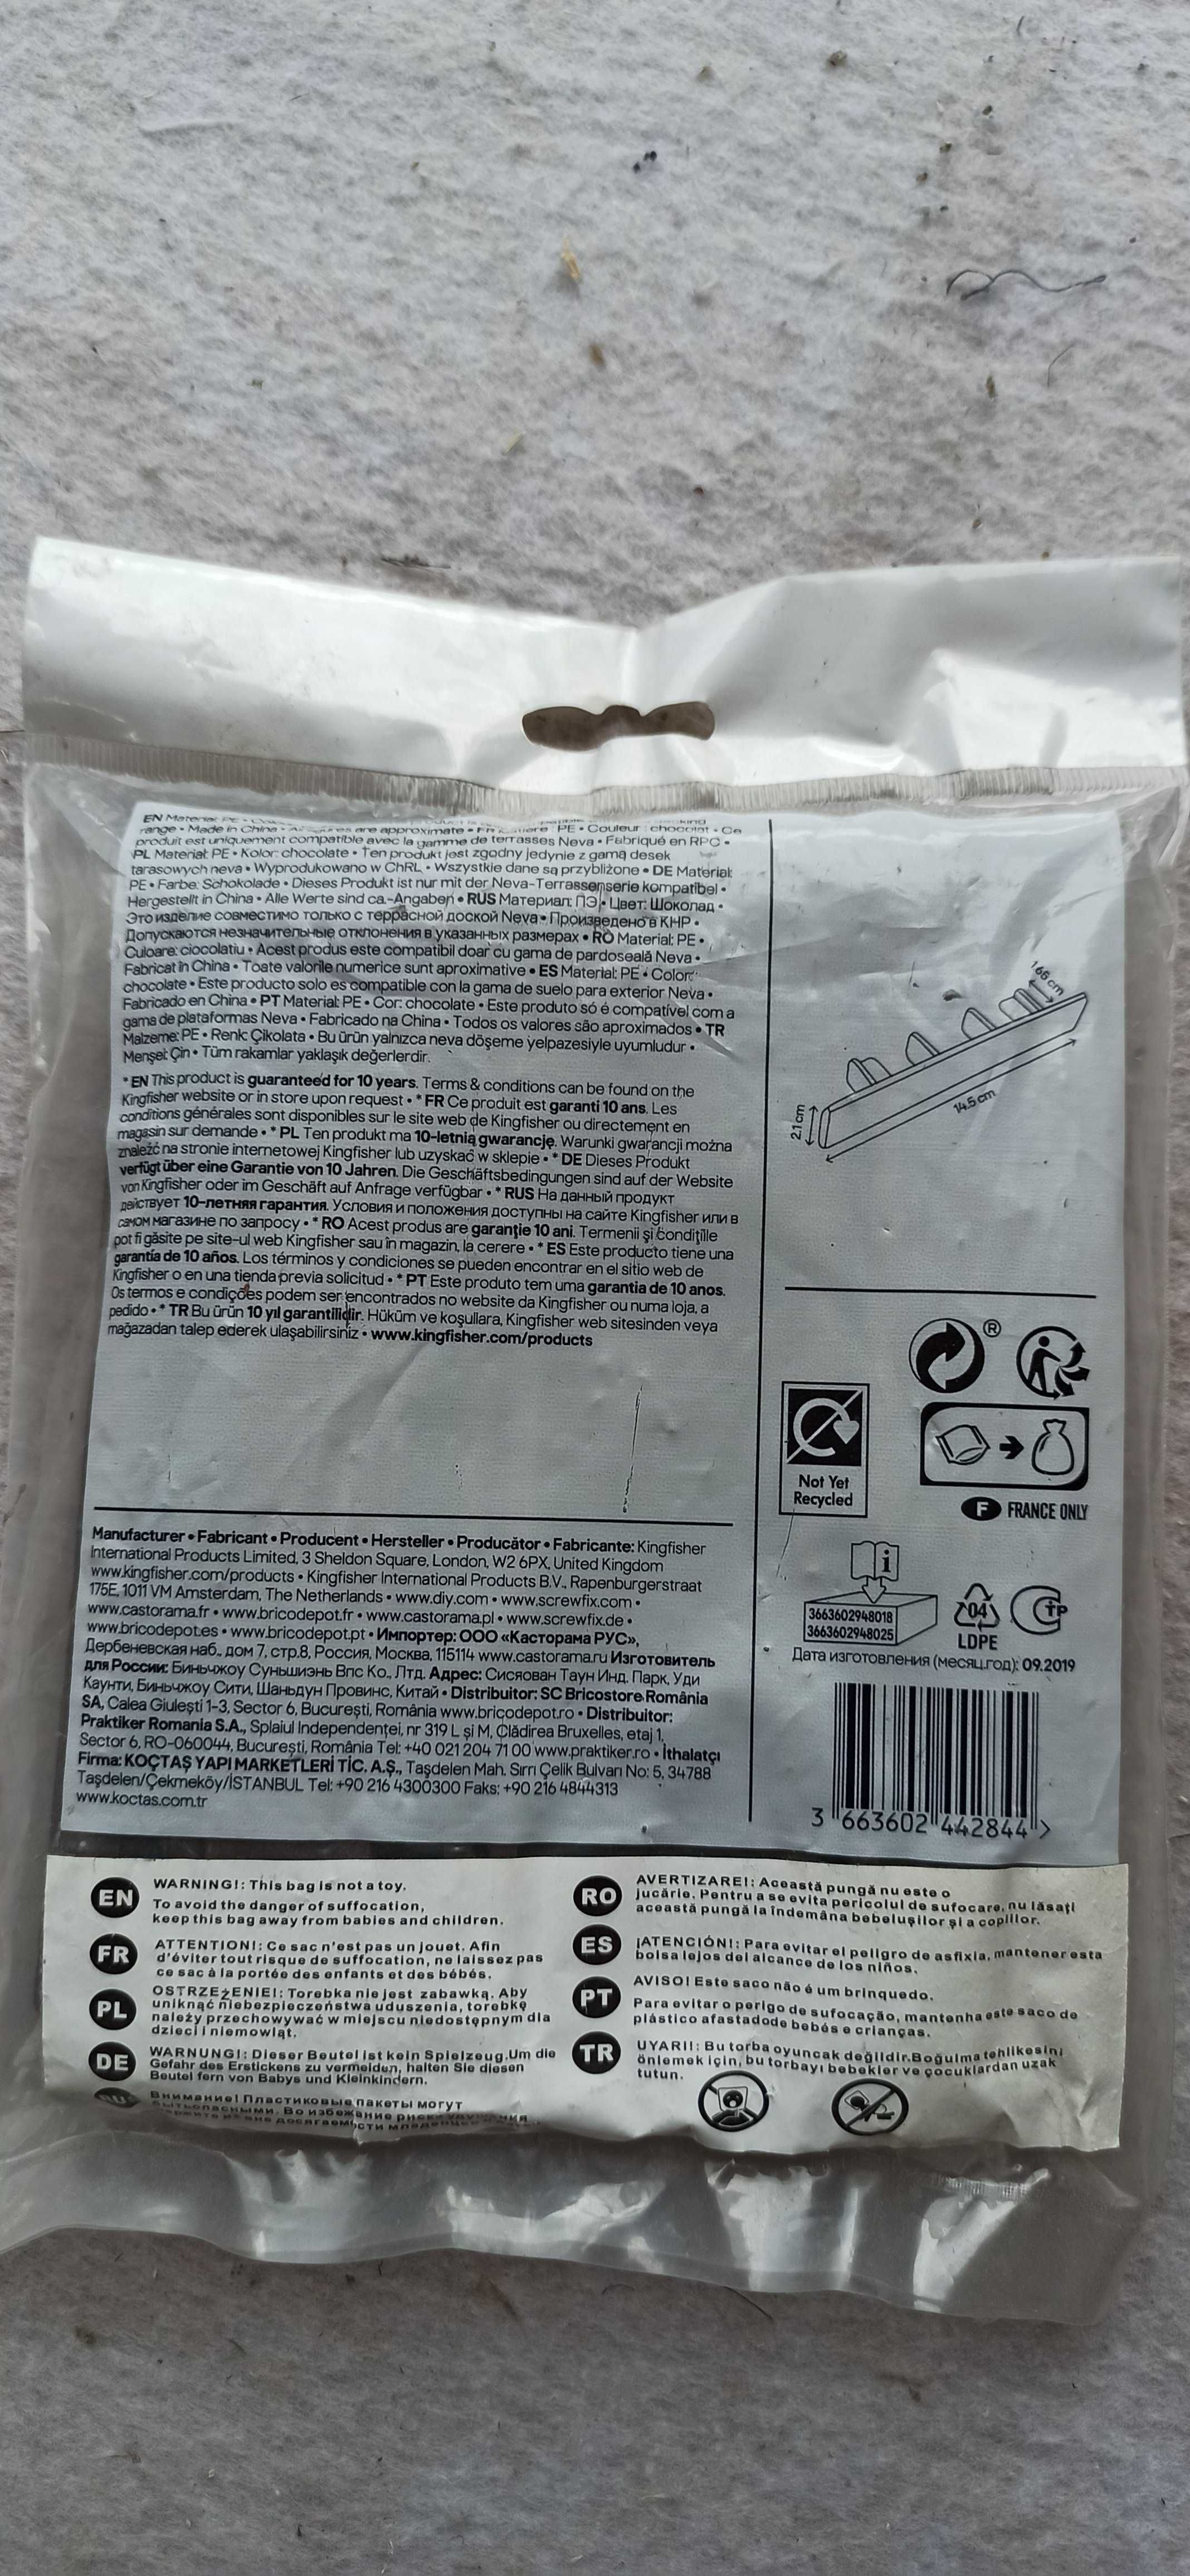 EN Material: PE •
range • Made in China • All figures are approximate • FR Matière : PE • Couleur : chocolat • Ce
produit est uniquement compatible avec la gamme de terrasses Neva • Fabriqué en RPC •
PL Materiał: PE • Kolor: chocolate • Ten produkt jest zgodny jedynie z gamą desek
tarasowych neva • Wyprodukowano w ChRL • Wszystkie dane są przybliżone • DE Material:
PE • Farbe: Schokolade • Dieses Produkt ist nur mit der Neva-Terrassenserie kompatibel •
Hergestellt in China • Alle Werte sind ca.-Angaben • RUS Материал: ПЭ • Цвет: Шоколад •
Это изделие совместимо только с террасной доской Neva • Произведено в КНР •
Допускаются незначительные отклонения в указанных размерах • RO Material: PE •
Culoare: ciocolatiu • Acest produs este compatibil doar cu gama de pardoseală Neva •
Fabricat în China • Toate valorile numerice sunt aproximative • ES Material: PE • Color:
chocolate • Este producto solo es compatible con la gama de suelo para exterior Neva •
Fabricado en China • PT Material: PE • Cor: chocolate • Este produto só é compatível com a
gama de plataformas Neva • Fabricado na China • Todos os valores são aproximados • TR
Malzeme: PE • Renk: Çikolata • Bu ürün yalnızca neva döşeme yelpazesiyle uyumludur •
Menşei: Çin • Tüm rakamlar yaklaşık değerlerdir.
* EN This product is guaranteed for 10 years. Terms & conditions can be found on the
Kingfisher website or in store upon request • * FR Ce produit est garanti 10 ans. Les
conditions générales sont disponibles sur le site web de Kingfisher ou directement en
magasin sur demande • * PL Ten produkt ma 10-letnią gwarancję. Warunki gwarancji można
znaleźć na stronie internetowej Kingfisher lub uzyskać w sklepie • * DE Dieses Produkt
verfügt über eine Garantie von 10 Jahren. Die Geschäftsbedingungen sind auf der Website
von Kingfisher oder im Geschäft auf Anfrage verfügbar • * RUS На данный продукт
действует 10-летняя гарантия. Условия и положения доступны на сайте Kingfisher или в
самом магазине по запросу • * RO Acest produs are garanție 10 ani. Termenii și condițiile
pot fi găsite pe site-ul web Kingfisher sau în magazin, la cerere • * ES Este producto tiene una
garantía de 10 años. Los términos y condiciones se pueden encontrar en el sitio web de
Kingfisher o en una tienda previa solicitud • * PT Este produto tem uma garantia de 10 anos.
Os termos e condições podem ser encontrados no website da Kingfisher ou numa loja, a
pedido • * TR Bu ürün 10 yıl garantilidir. Hüküm ve koşullara, Kingfisher web sitesinden veya
mağazadan talep ederek ulaşabilirsiniz • www.kingfisher.com/products
165 cm
14.5 cm
2.1 cm
®
Not Yet
Recycled
F FRANCE ONLY
3663602948018
3663602948025
04
LDPE
Дата изготовления (месяц.год): 09.2019
3 663602 442844 >
Manufacturer • Fabricant • Producent • Hersteller • Producător • Fabricante: Kingfisher
International Products Limited, 3 Sheldon Square, London, W2 6PX, United Kingdom
www.kingfisher.com/products • Kingfisher International Products B.V., Rapenburgerstraat
175E, 1011 VM Amsterdam, The Netherlands • www.diy.com • www.screwfix.com •
www.castorama.fr • www.bricodepot.fr • www.castorama.pl • www.screwfix.de •
www.bricodepot.es • www.bricodepot.pt • Импортер: ООО «Касторама РУС»,
Дербеневская наб., дом 7, стр.8, Россия, Москва, 115114 www.castorama.ru Изготовитель
для России: Биньчжоу Суньшиэнь Влс Ко., Лтд. Адрес: Сисяован Таун Инд. Парк, Уди
Каунти, Биньчжоу Сити, Шаньдун Провинс, Китай • Distribuitor: SC Bricostore România
SA, Calea Giulești 1-3, Sector 6, București, România www.bricodepot.ro • Distribuitor:
Praktiker Romania S.A., Splaiul Independenței, nr 319 L și M, Clădirea Bruxelles, etaj 1,
Sector 6, RO-060044, București, România Tel: +40 021 204 71 00 www.praktiker.ro • İthalatçı
Firma: KOÇTAŞ YAPI MARKETLERİ TİC. A.Ş., Taşdelen Mah. Sırrı Çelik Bulvarı No: 5, 34788
Taşdelen/Çekmeköy/İSTANBUL Tel: +90 216 4300300 Faks: +90 216 4844313
www.koctas.com.tr
EN WARNING!: This bag is not a toy.
To avoid the danger of suffocation,
keep this bag away from babies and children.
FR ATTENTION!: Ce sac n'est pas un jouet. Afin
d'éviter tout risque de suffocation, ne laissez pas
ce sac à la portée des enfants et des bébés.
PL OSTRZEŻENIE!: Torebka nie jest zabawką. Aby
uniknąć niebezpieczeństwa uduszenia, torebkę
należy przechowywać w miejscu niedostępnym dla
dzieci i niemowląt.
DE WARNUNG!: Dieser Beutel ist kein Spielzeug.Um die
Gefahr des Erstickens zu vermeiden, halten Sie diesen
Beutel fern von Babys und Kleinkindern.
RUS Внимание! Пластиковые пакеты могут
быть опасными. Во избежание риска удушения
RO AVERTIZARE!: Această pungă nu este o
jucărie. Pentru a se evita pericolul de sufocare, nu lăsați
această pungă la îndemâna bebelușilor și a copiilor.
ES ¡ATENCIÓN!: Para evitar el peligro de asfixia, mantener esta
bolsa lejos del alcance de los niños.
PT AVISO! Este saco não é um brinquedo.
Para evitar o perigo de sufocação, mantenha este saco de
plástico afastadode bebés e crianças.
TR UYARI!: Bu torba oyuncak değildir.Boğulma tehlikesini
önlemek için, bu torbayı bebekler ve çocuklardan uzak
tutun.